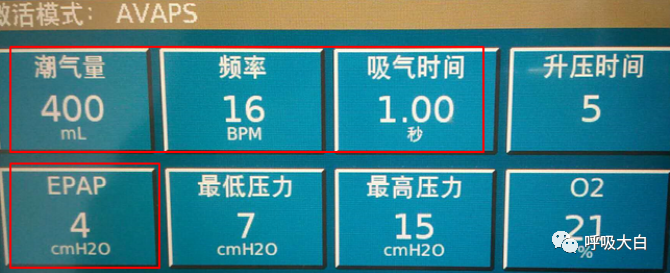 激活模式: AVAPS
潮气量 频率 吸气时间 升压时间
400 16 1.00 5
mL BPM 秒
EPAP 最低压力 最高压力 O2
4 7 15 21
cmH2O cmH2O cmH2O %
呼吸大白